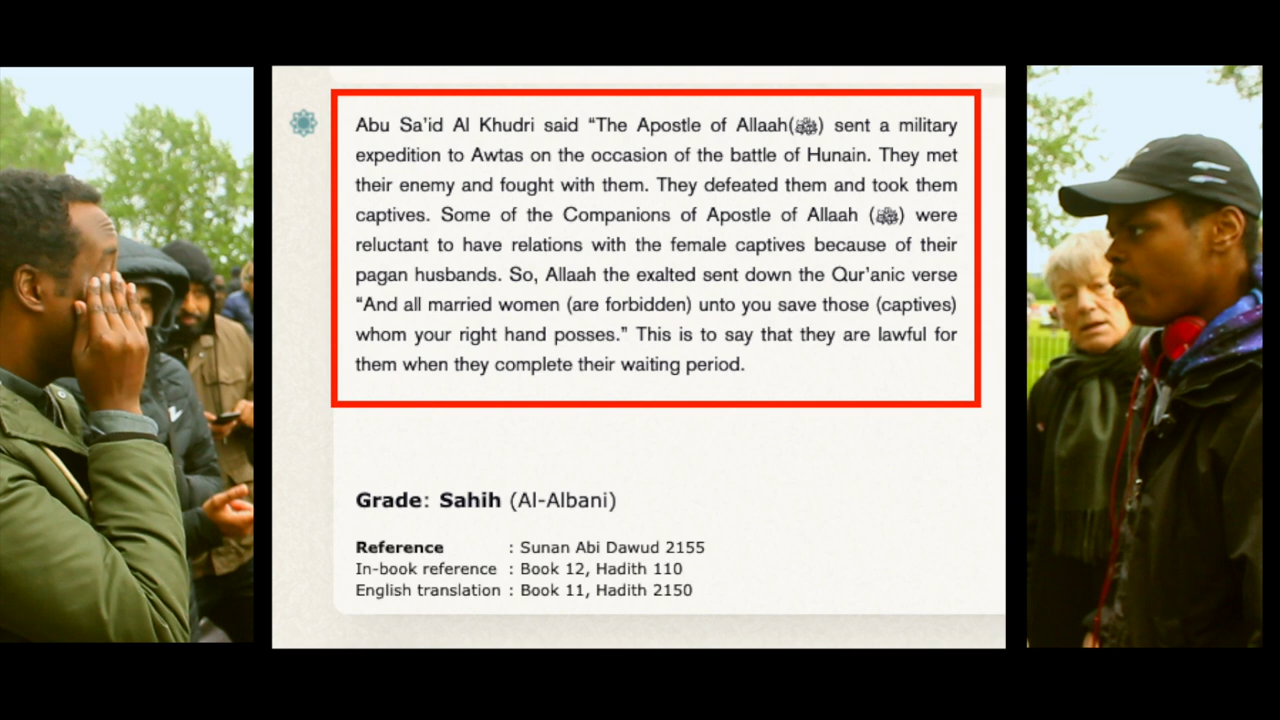 Abu Sa’id Al Khudri said “The Apostle of Allaah(ﷺ) sent a military
expedition to Awtas on the occasion of the battle of Hunain. They met
their enemy and fought with them. They defeated them and took them
captives. Some of the Companions of Apostle of Allaah (ﷺ) were
reluctant to have relations with the female captives because of their
pagan husbands. So, Allaah the exalted sent down the Qur’anic verse
“And all married women (are forbidden) unto you save those (captives)
whom your right hand posses.” This is to say that they are lawful for
them when they complete their waiting period.
Grade: Sahih (Al-Albani)
Reference : Sunan Abi Dawud 2155
In-book reference : Book 12, Hadith 110
English translation : Book 11, Hadith 2150